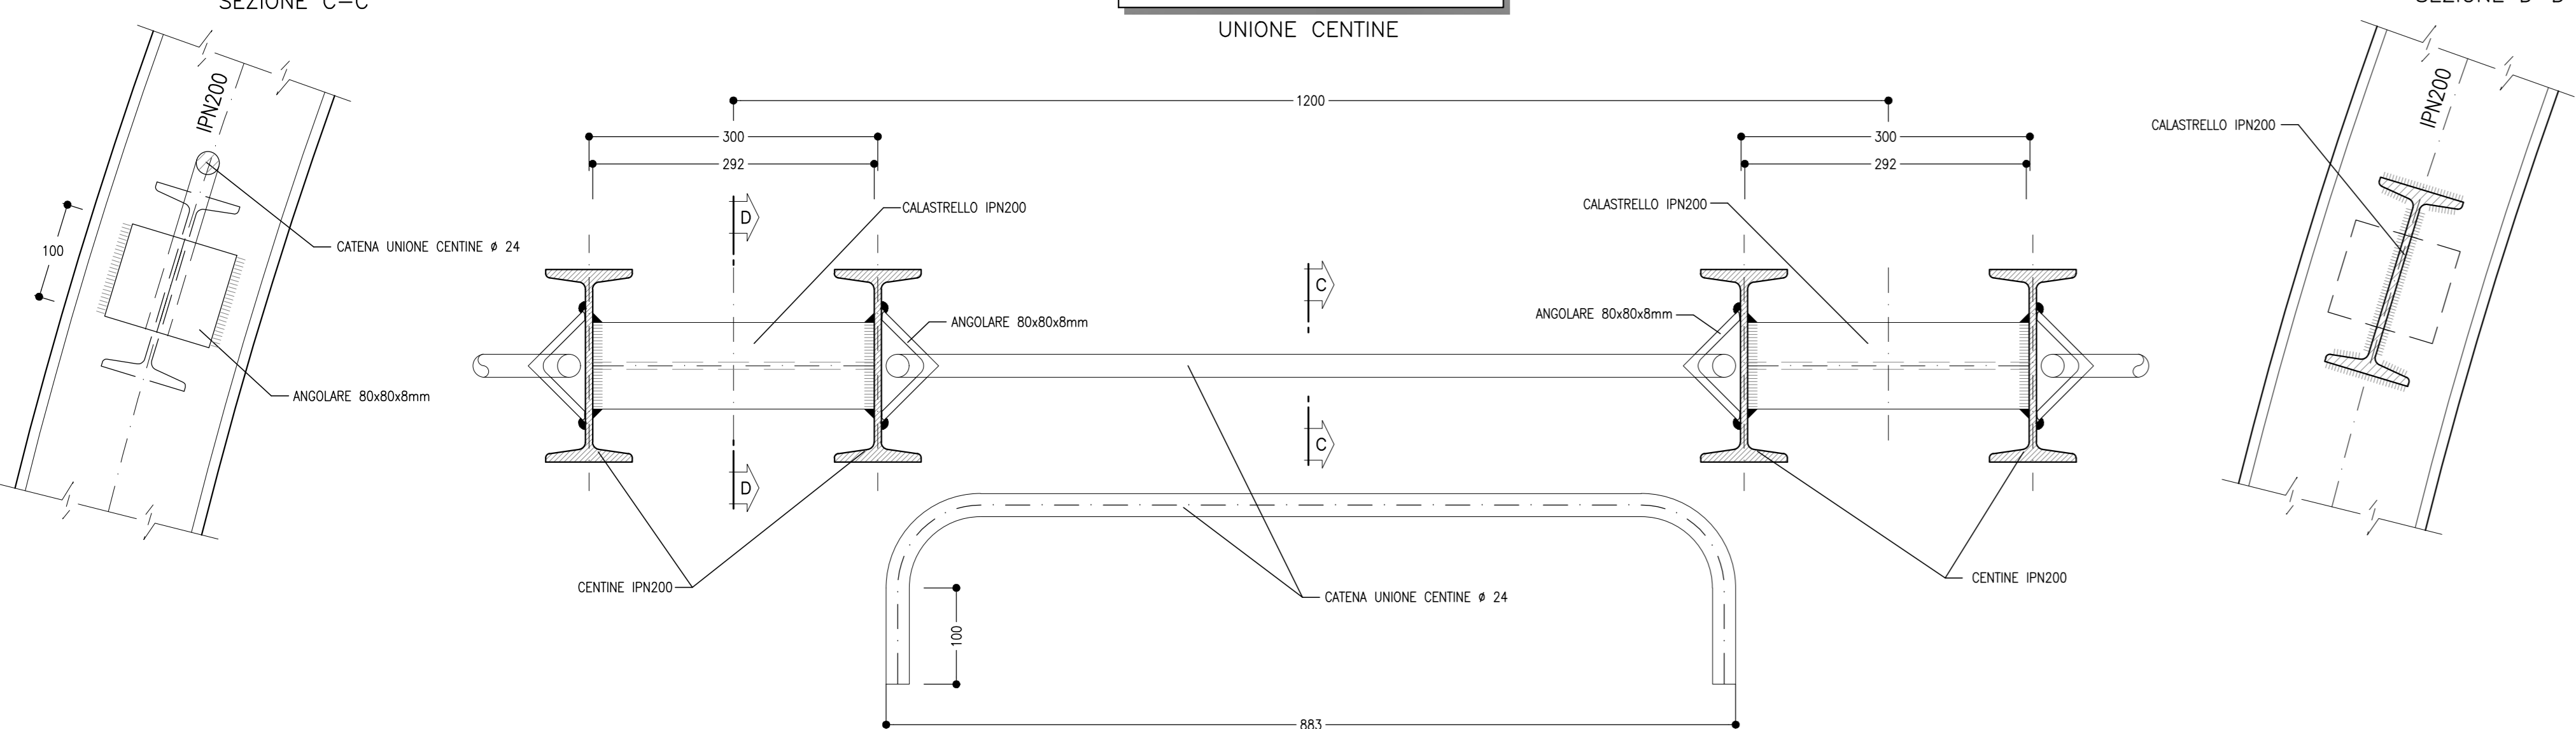 SEZIONE C-C
UNIONE CENTINE
SEZIONE D-D
IPN200
100
CATENA UNIONE CENTINE ø 24
ANGOLARE 80x80x8mm
1200
300
292
300
292
D
CALASTRELLO IPN200
CALASTRELLO IPN200
C
ANGOLARE 80x80x8mm
ANGOLARE 80x80x8mm
C
D
CENTINE IPN200
CATENA UNIONE CENTINE ø 24
CENTINE IPN200
100
883
CALASTRELLO IPN200
IPN200